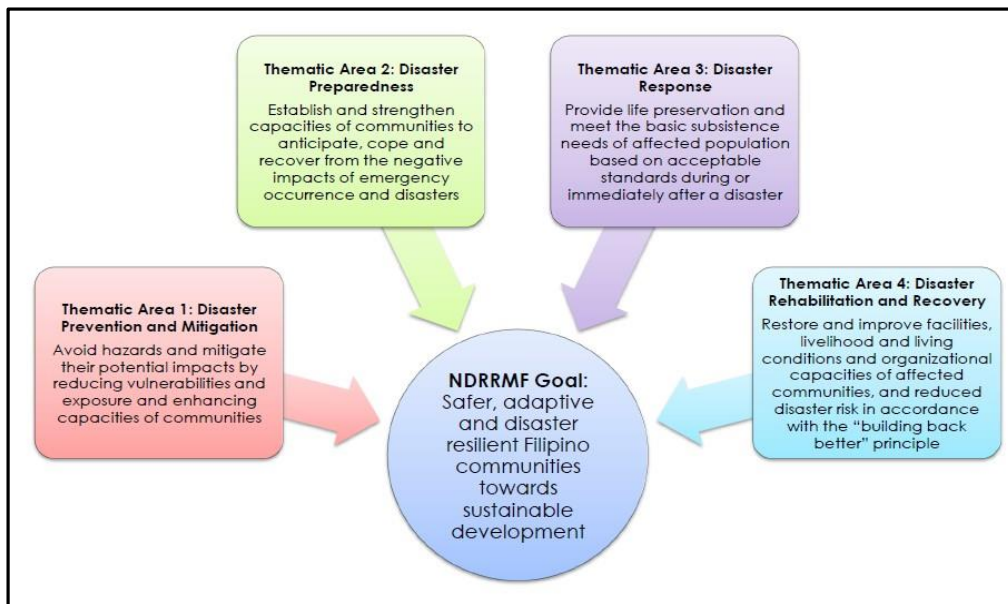 Thematic Area 1: Disaster
Prevention and Mitigation
Avoid hazards and mitigate
their potential impacts by
reducing vulnerabilities and
exposure and enhancing
capacities of communities
Thematic Area 2: Disaster
Preparedness
Establish and strengthen
capacities of communities to
anticipate, cope and
recover from the negative
impacts of emergency
occurrence and disasters
Thematic Area 3: Disaster
Response
Provide life preservation and
meet the basic subsistence
needs of affected population
based on acceptable
standards during or
immediately after a disaster
Thematic Area 4: Disaster
Rehabilitation and Recovery
Restore and improve facilities,
livelihood and living
conditions and organizational
capacities of affected
communities, and reduced
disaster risk in accordance
with the “building back
better” principle
NDRRMF Goal:
Safer, adaptive
and disaster
resilient Filipino
communities
towards
sustainable
development